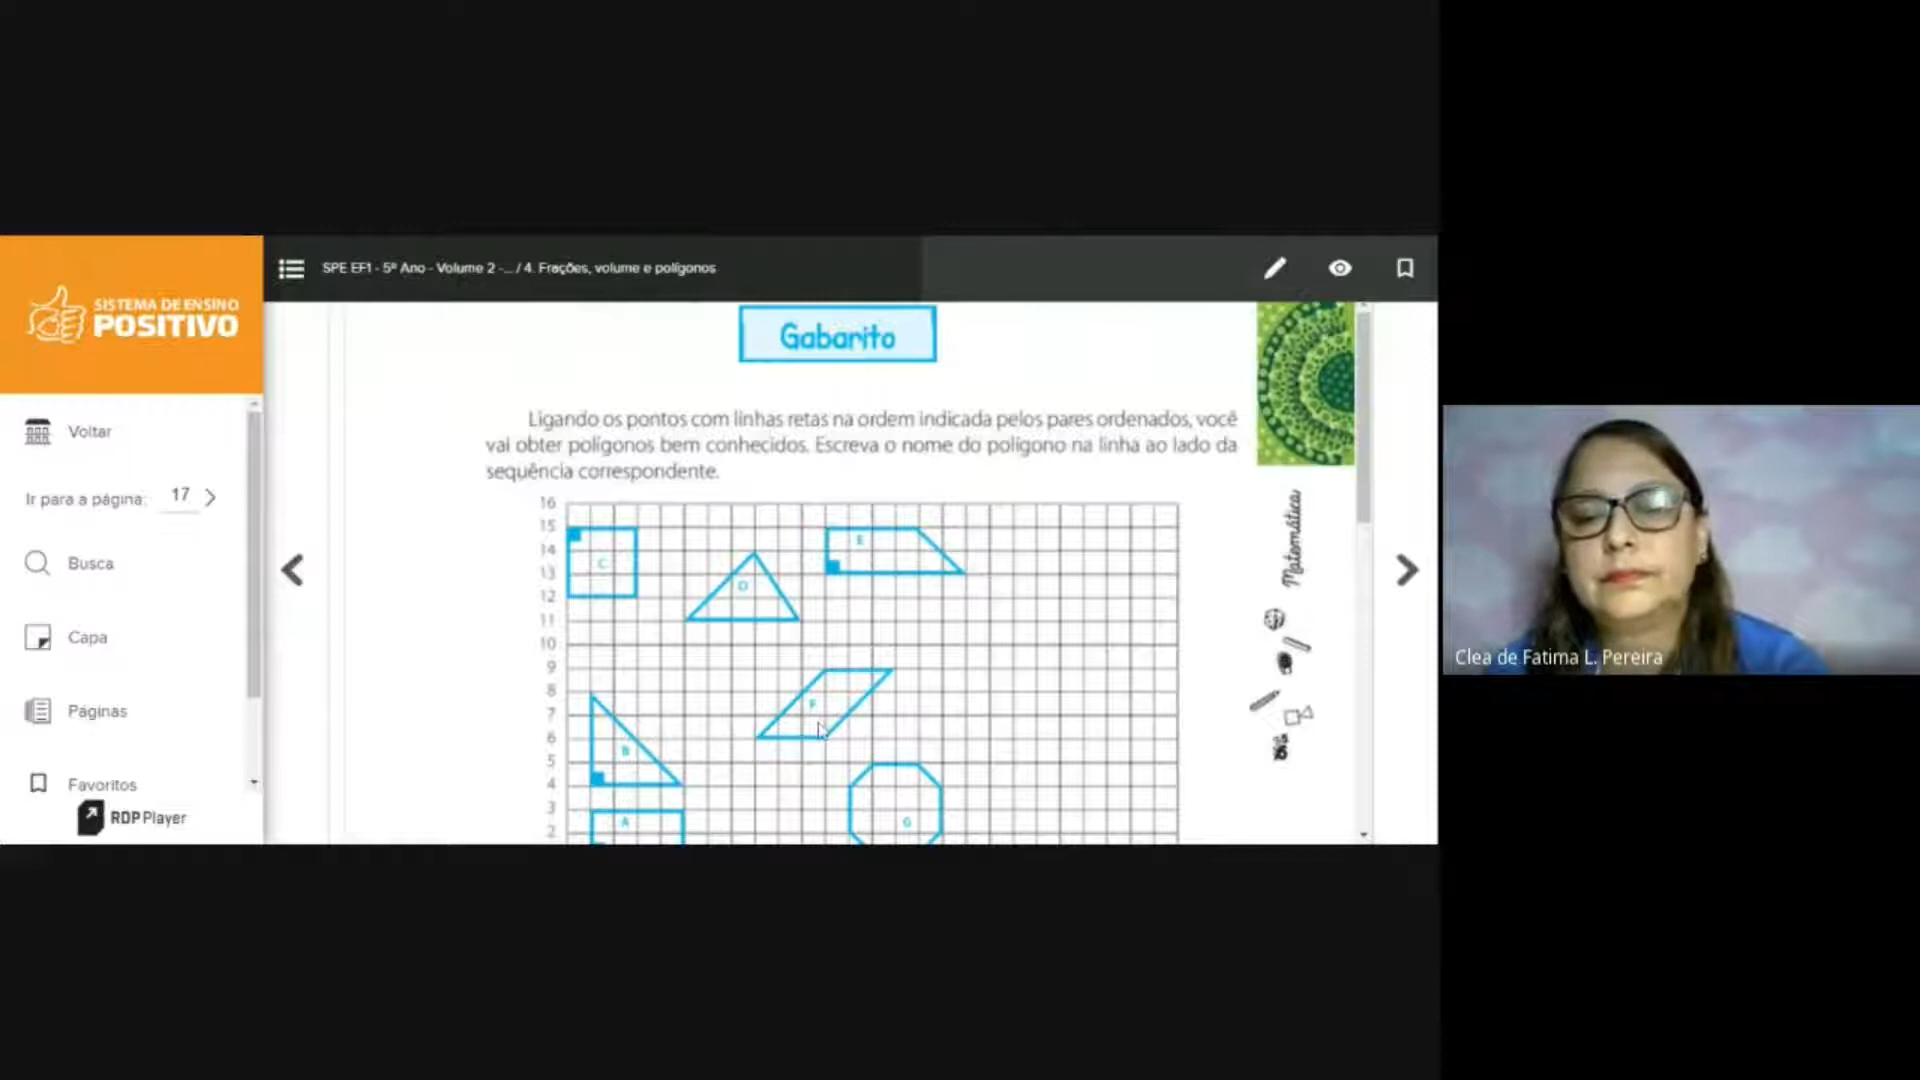 SISTEMA DE ENSINO
POSITIVO
SPE EF1 - 5º Ano - Volume 2 -... / 4. Frações, volume e polígonos
Voltar
Ir para a página: 17
Busca
Capa
Páginas
Favoritos
RDP Player
Gabarito
Ligando os pontos com linhas retas na ordem indicada pelos pares ordenados, você
vai obter polígonos bem conhecidos. Escreva o nome do polígono na linha ao lado da
sequência correspondente.
16
15
14
13
12
11
10
9
8
7
6
5
4
3
2
C
D
E
F
B
A
G
Matemática
Clea de Fatima L. Pereira